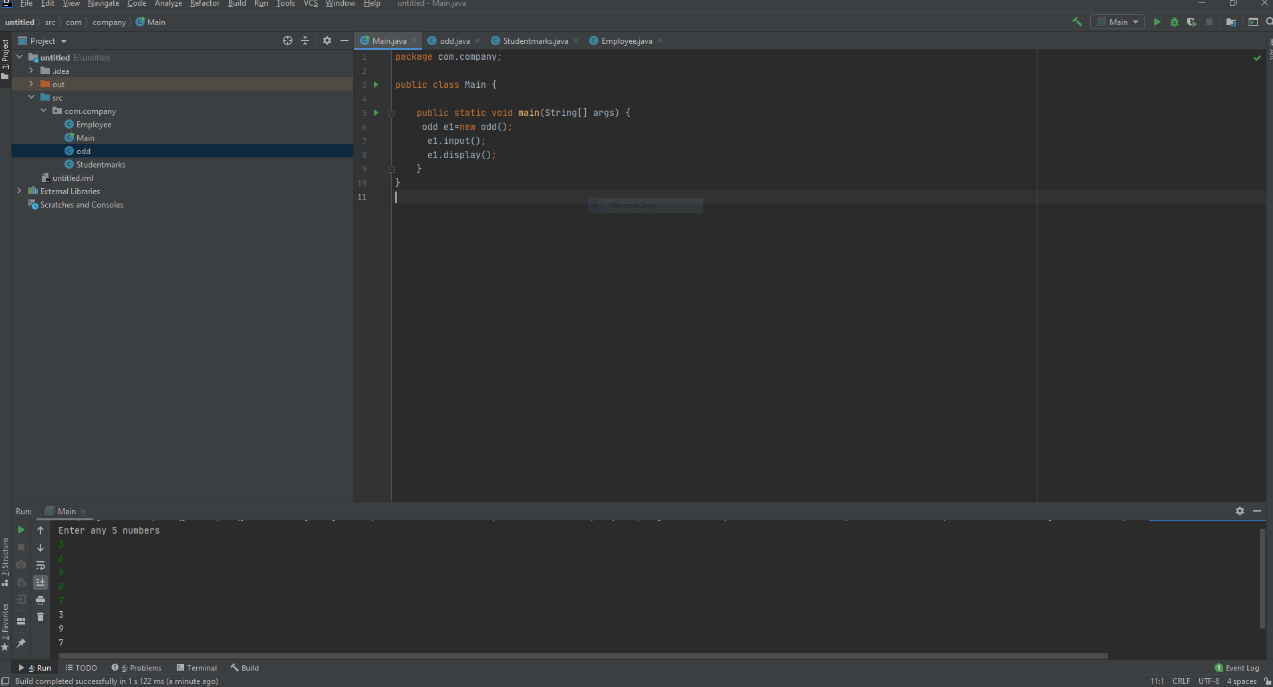 File Edit View Navigate Code Analyze Refactor Build Run Tools VCS Window Help untitled - Main.java
untitled src com company Main
Main
1: Project
Project
Main.java odd.java Studentmarks.java Employee.java
untitled E:\untitled
.idea
out
src
com.company
Employee
Main
odd
Studentmarks
untitled.iml
External Libraries
Scratches and Consoles
1 package com.company;
2
3 public class Main {
4
5 public static void main(String[] args) {
6 odd e1=new odd();
7 e1.input();
8 e1.display();
9 }
10 }
11
Window Snip
Run: Main
Enter any 5 numbers
6
9
8
7
3
9
7
7: Structure
2: Favorites
4: Run TODO 6: Problems Terminal Build 1 Event Log
Build completed successfully in 1 s 122 ms (a minute ago) 11:1 CRLF UTF-8 4 spaces